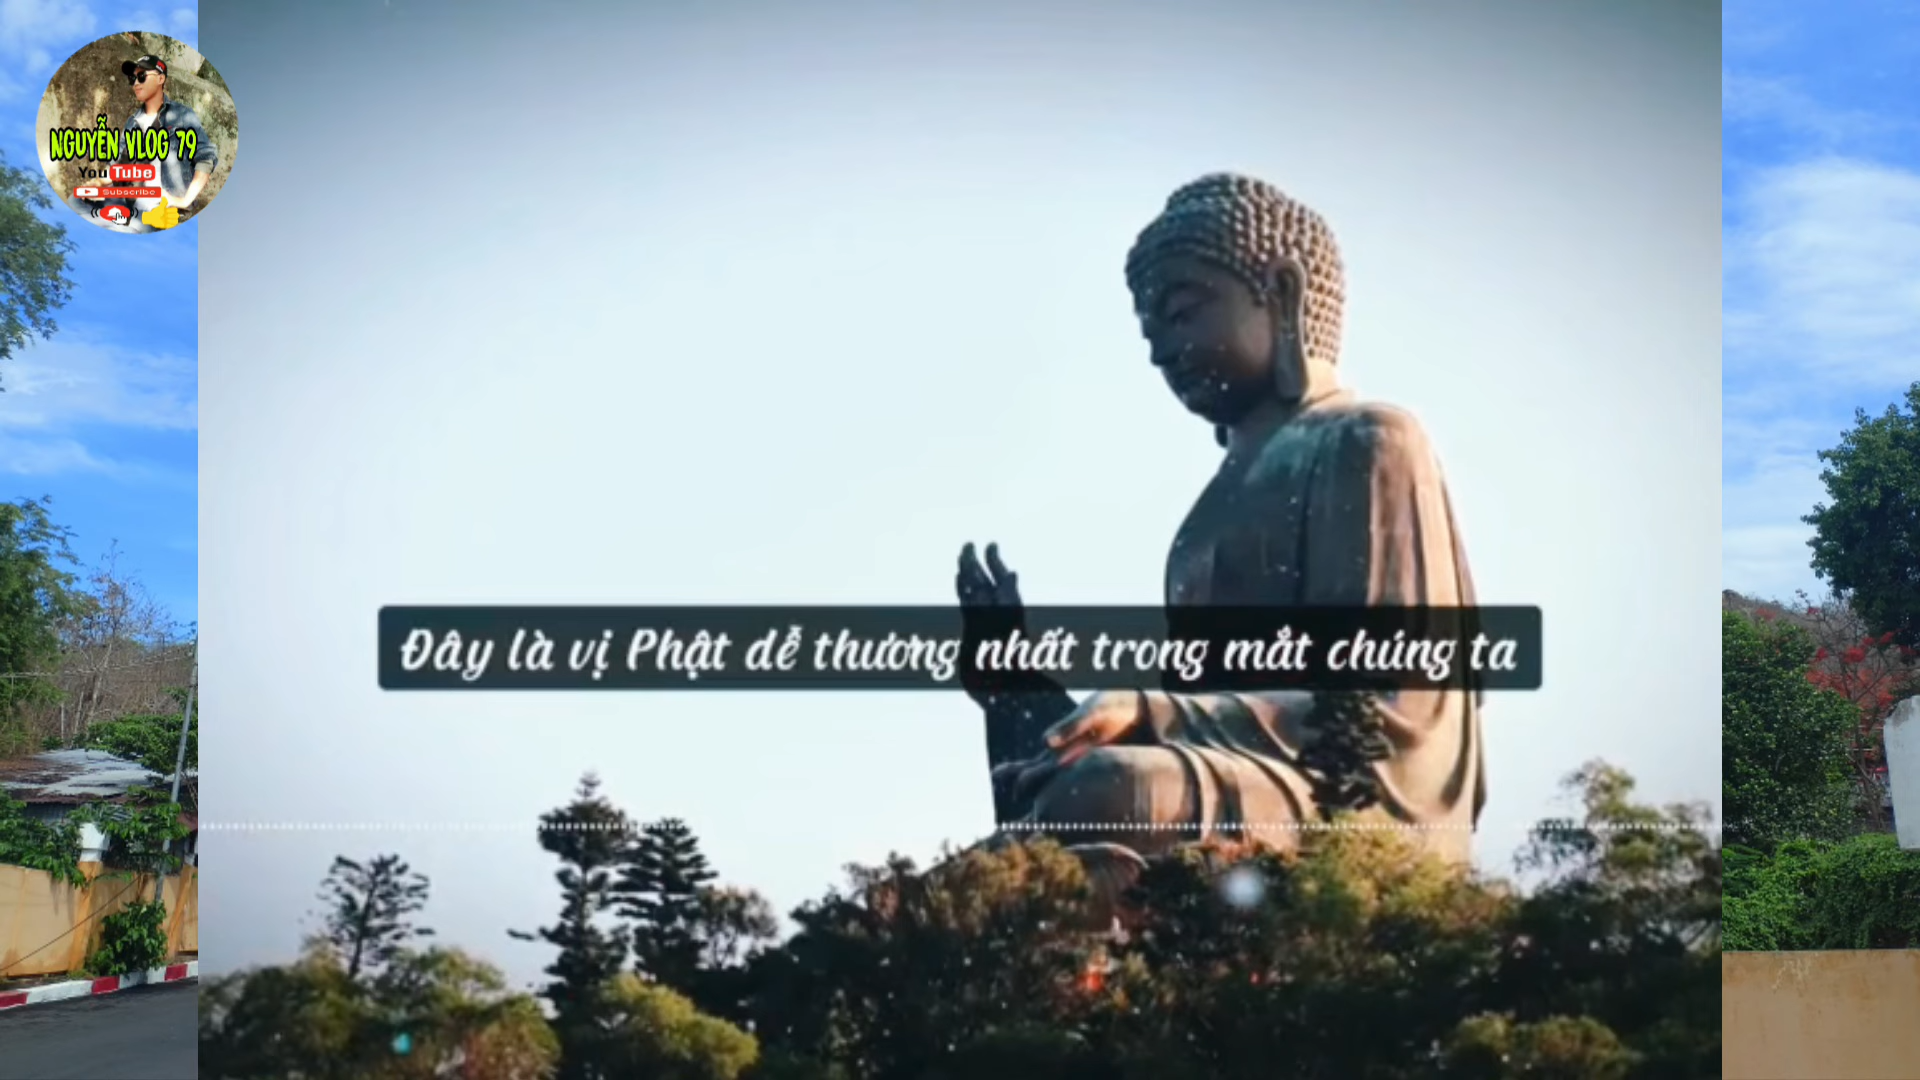 NGUYỄN VLOG 79
YouTube
Subscribe
Đây là vị Phật dễ thương nhất trong mắt chúng ta